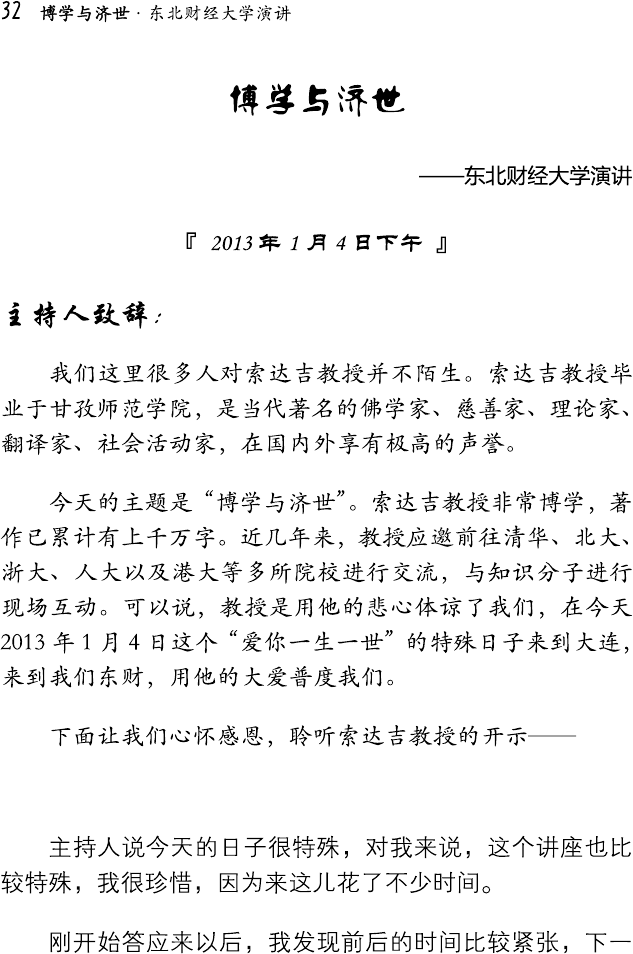 32 博学与济世·东北财经大学演讲
博学与济世
——东北财经大学演讲
『 2013年1月4日下午 』
主持人致辞：
我们这里很多人对索达吉教授并不陌生。索达吉教授毕
业于甘孜师范学院，是当代著名的佛学家、慈善家、理论家、
翻译家、社会活动家，在国内外享有极高的声誉。
今天的主题是“博学与济世”。索达吉教授非常博学，著
作已累计有上千万字。近几年来，教授应邀前往清华、北大、
浙大、人大以及港大等多所院校进行交流，与知识分子进行
现场互动。可以说，教授是用他的悲心体谅了我们，在今天
2013 年 1 月 4 日这个“爱你一生一世”的特殊日子来到大连，
来到我们东财，用他的大爱普度我们。
下面让我们心怀感恩，聆听索达吉教授的开示——
主持人说今天的日子很特殊，对我来说，这个讲座也比
较特殊，我很珍惜，因为来这儿花了不少时间。
刚开始答应来以后，我发现前后的时间比较紧张，下一